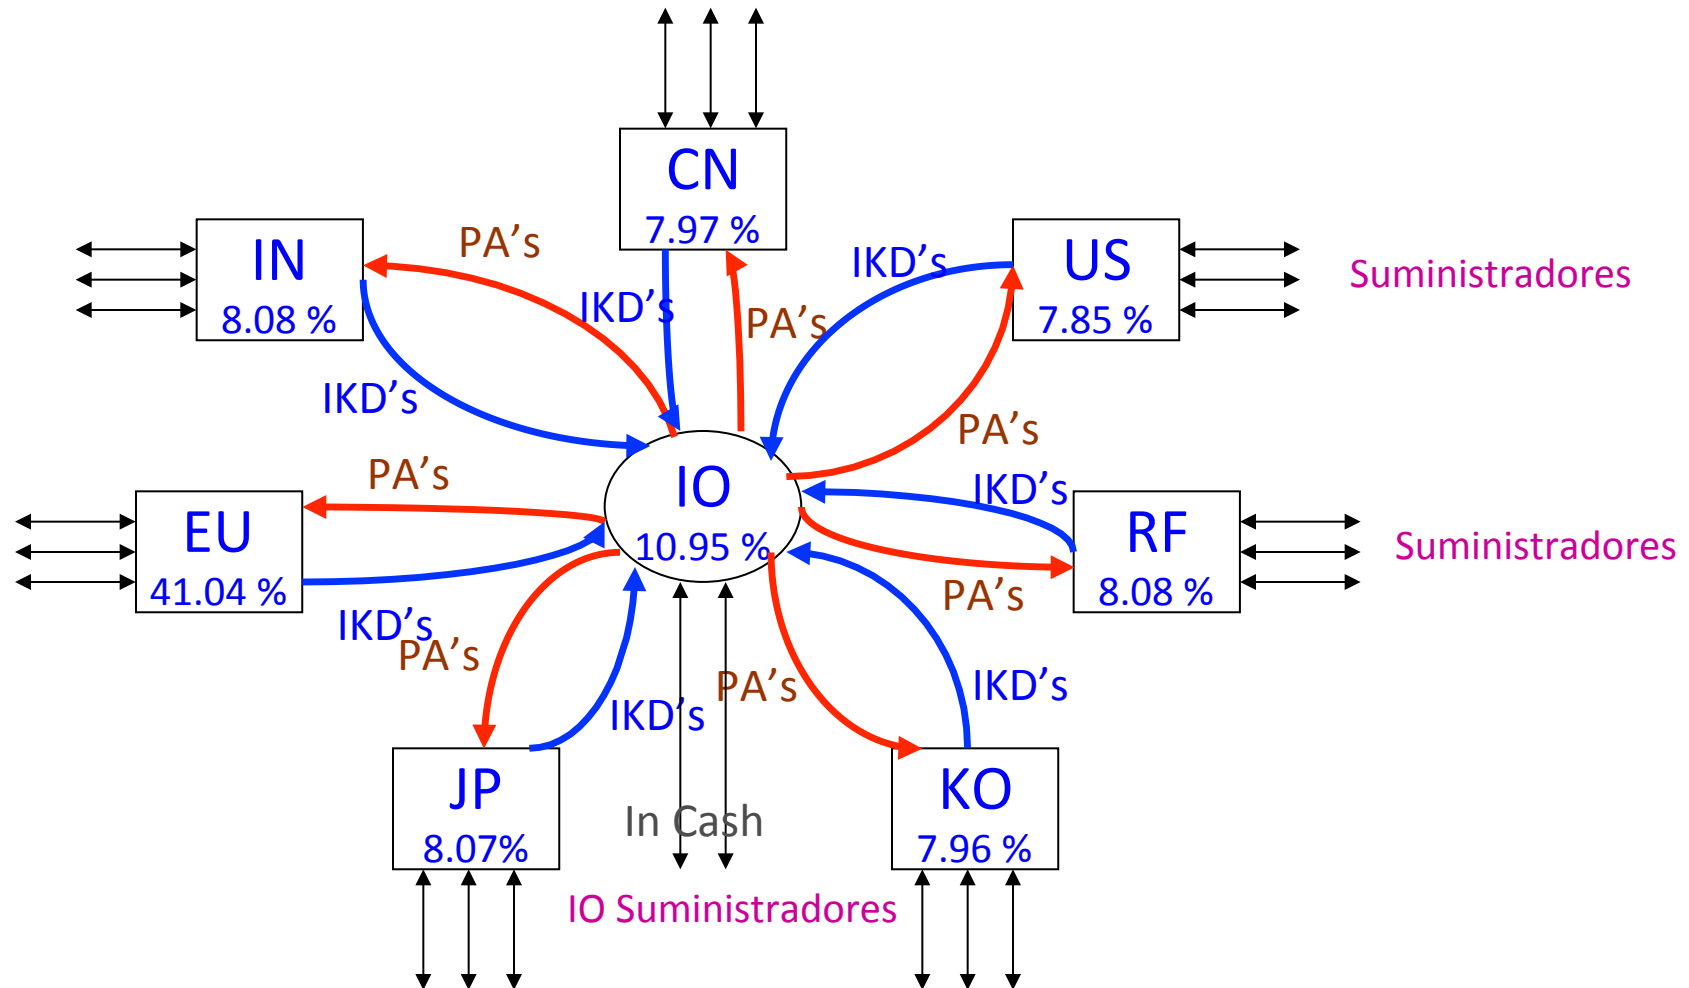 CN
7.97 %
IN
8.08 %
PA's
IKD's
US
7.85 %
Suministradores
IKD's
PA's
IKD's
PA's
PA's
IO
10.95 %
IKD's
EU
41.04 %
RF
8.08 %
Suministradores
IKD's
PA's
PA's
PA's
IKD's
IKD's
JP
8.07%
In Cash
KO
7.96 %
IO Suministradores